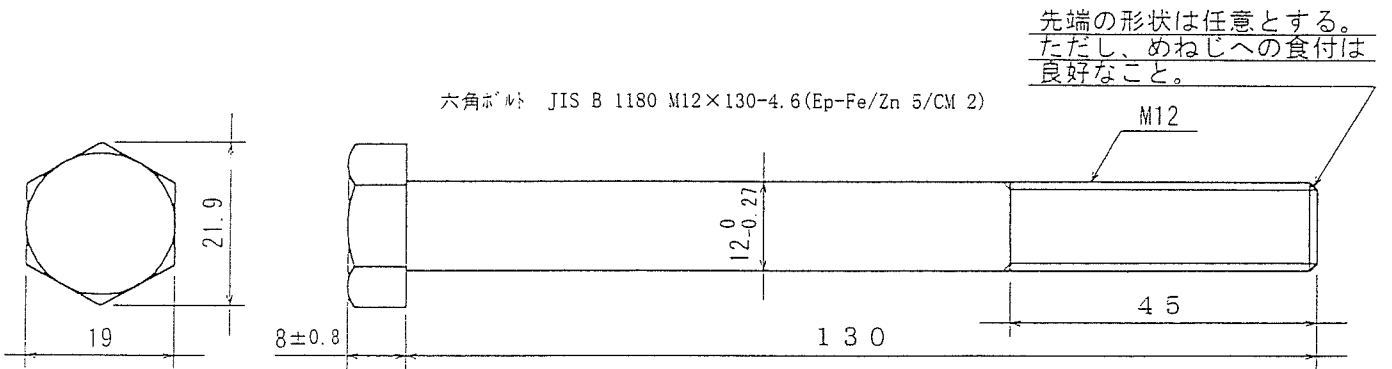 先端の形状は任意とする。
ただし、めねじへの食付は
良好なこと。
六角ボルト JIS B 1180 M12×130-4.6(Ep-Fe/Zn 5/CM 2)
M12
21.9
12 0 -0.27
45
19
8±0.8
130